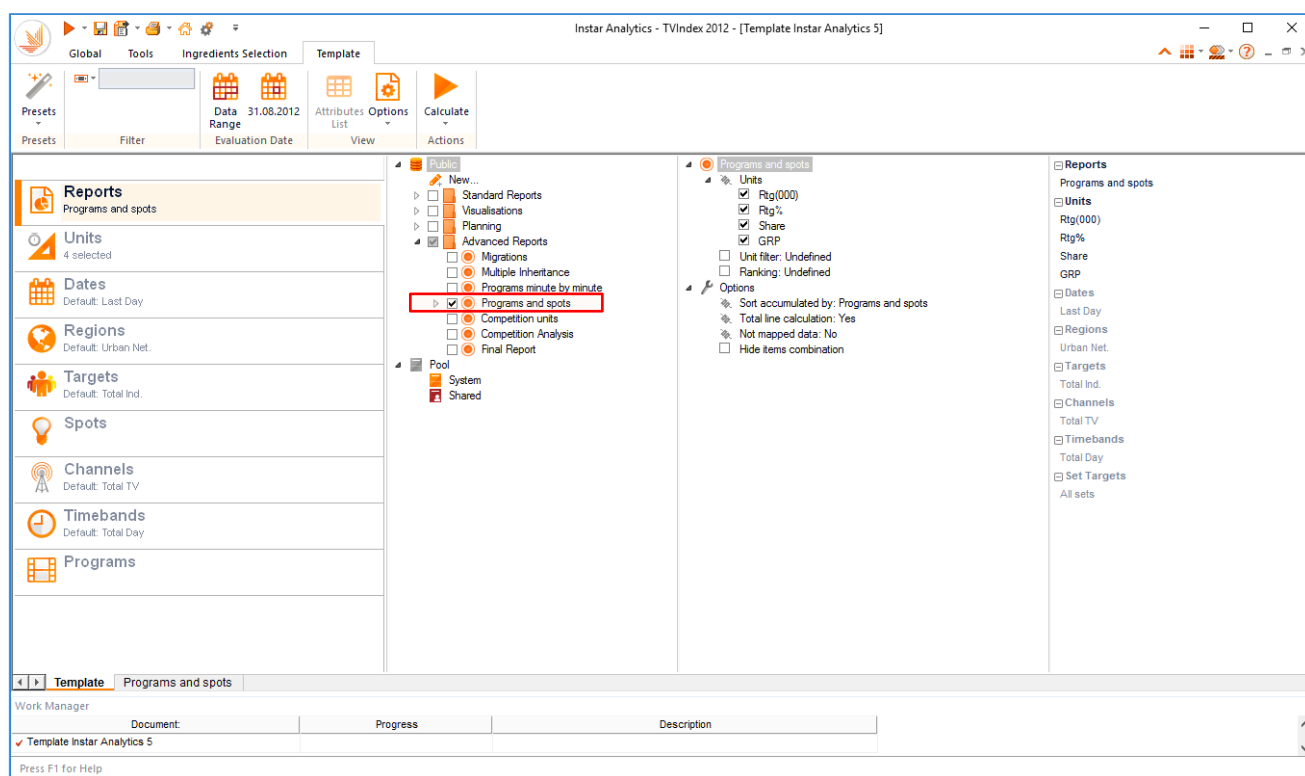 Instar Analytics - TVIndex 2012 - [Template Instar Analytics 5]
Global Tools Ingredients Selection Template
Presets
Data Range
31.08.2012
Attributes List
Options
Calculate
Presets Filter Evaluation Date View Actions
Reports
Programs and spots
Units
4 selected
Dates
Default: Last Day
Regions
Default: Urban Net.
Targets
Default: Total Ind.
Spots
Channels
Default: Total TV
Timebands
Default: Total Day
Programs
Public
New...
Standard Reports
Visualisations
Planning
Advanced Reports
Migrations
Multiple Inheritance
Programs minute by minute
Programs and spots
Competition units
Competition Analysis
Final Report
Pool
System
Shared
Programs and spots
Units
Rtg(000)
Rtg%
Share
GRP
Unit filter: Undefined
Ranking: Undefined
Options
Sort accumulated by: Programs and spots
Total line calculation: Yes
Not mapped data: No
Hide items combination
Reports
Programs and spots
Units
Rtg(000)
Rtg%
Share
GRP
Dates
Last Day
Regions
Urban Net.
Targets
Total Ind.
Channels
Total TV
Timebands
Total Day
Set Targets
All sets
Template Programs and spots
Work Manager
Document: Progress Description
Template Instar Analytics 5
Press F1 for Help